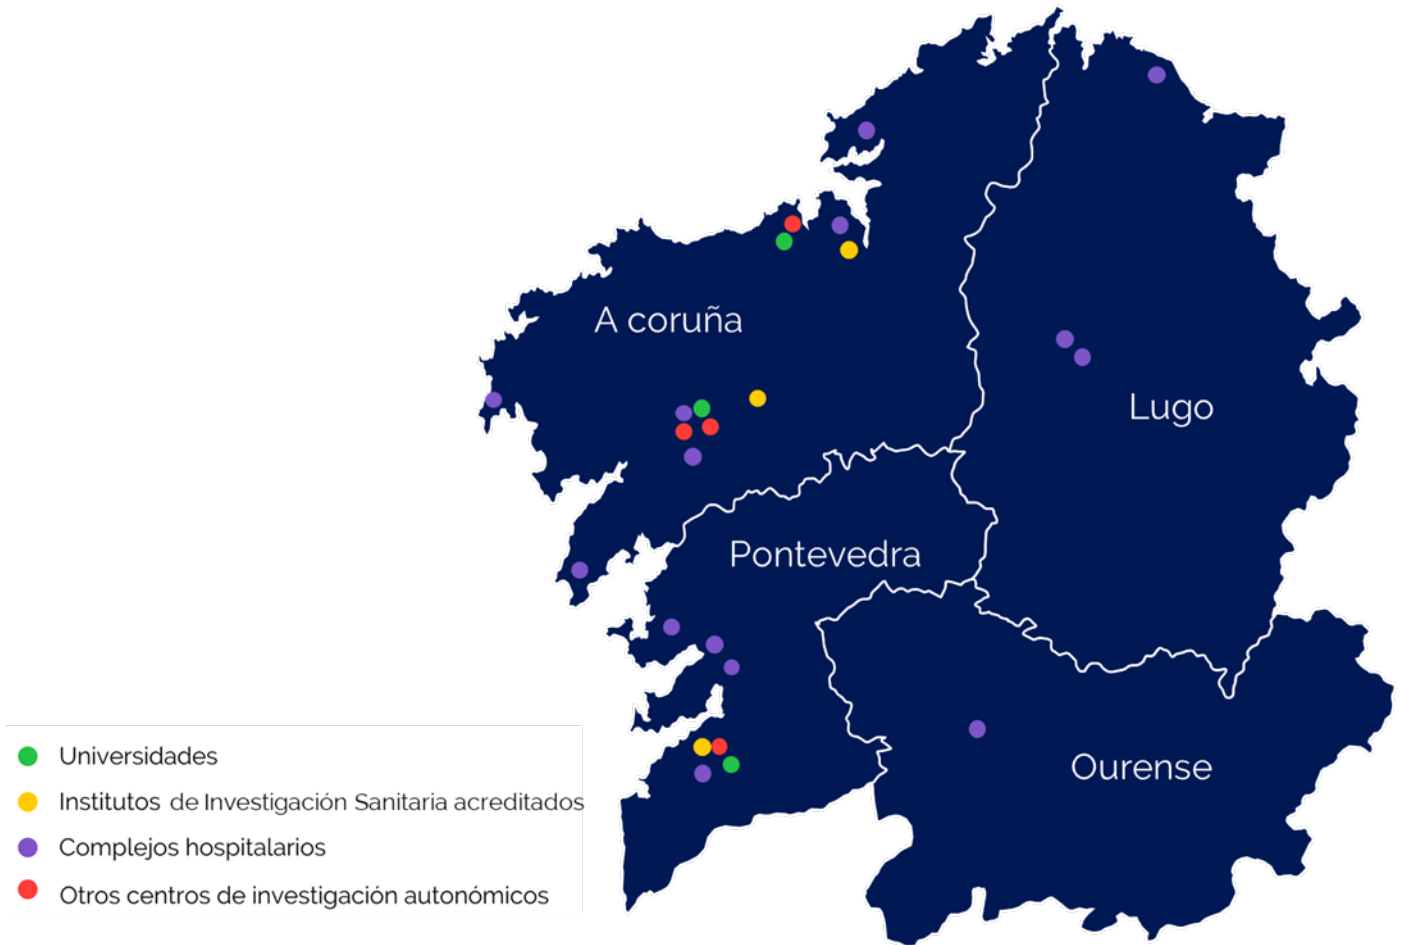 A coruña
Lugo
Pontevedra
Ourense
Universidades
Institutos de Investigación Sanitaria acreditados
Complejos hospitalarios
Otros centros de investigación autonómicos